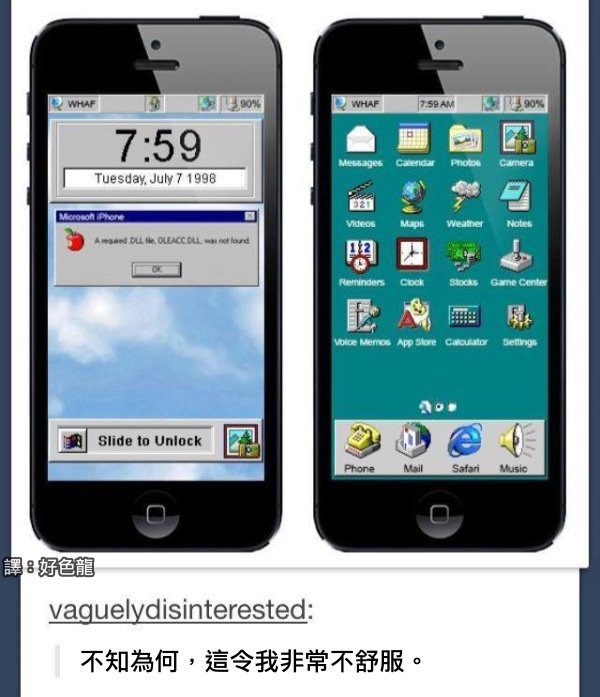 WHAF 90%
7:59
Tuesday, July 7 1998
Microsoft iPhone
A required .DLL file, OLEACC.DLL, was not found.
OK
Slide to Unlock
WHAF 7:59 AM 90%
Messages Calendar Photos Camera
321
Videos Maps Weather Notes
1 2
Reminders Clock Stocks Game Center
Voice Memos App Store Calculator Settings
Phone Mail Safari Music
譯：好色龍
vaguelydisinterested:
不知為何，這令我非常不舒服。